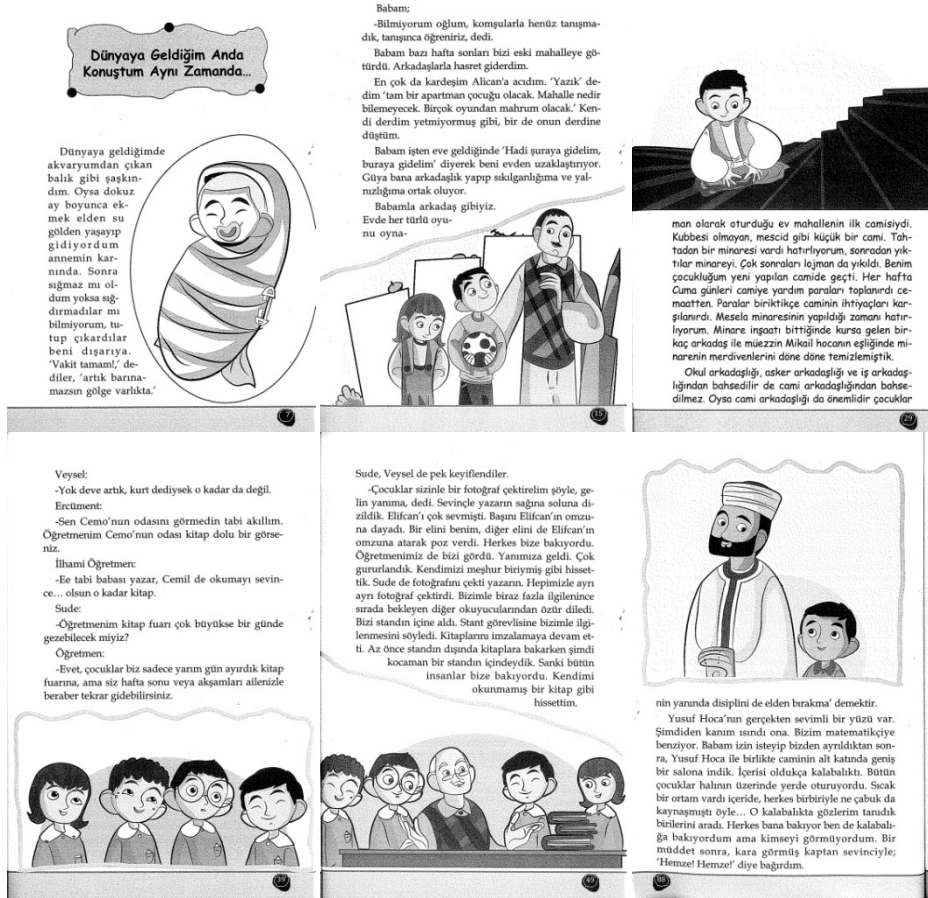 Dünyaya Geldiğim Anda
Konuştum Aynı Zamanda...
Dünyaya geldiğimde
akvaryumdan çıkan
balık gibi şaşkın-
dım. Oysa dokuz
ay boyunca ek-
mek elden su
gölden yaşayıp
gidiyordum
annemin kar-
nında. Sonra
sığmaz mı ol-
dum yoksa sığ-
dırmadılar mı
bilmiyorum, tu-
tup çıkardılar
beni dışarıya.
'Vakit tamam!,' de-
diler, 'artık barına-
mazsın gölge varlıkta.'
7
Babam;
-Bilmiyorum oğlum, komşularla henüz tanışma-
dık, tanışınca öğreniriz, dedi.
Babam bazı hafta sonları bizi eski mahalleye gö-
türdü. Arkadaşlarla hasret giderdim.
En çok da kardeşim Alican'a acıdım. 'Yazık' de-
dim 'tam bir apartman çocuğu olacak. Mahalle nedir
bilemeyecek. Birçok oyundan mahrum olacak.' Ken-
di derdim yetmiyormuş gibi, bir de onun derdine
düştüm.
Babam işten eve geldiğinde 'Hadi şuraya gidelim,
buraya gidelim' diyerek beni evden uzaklaştırıyor.
Güya bana arkadaşlık yapıp sıkılganlığıma ve yal-
nızlığıma ortak oluyor.
Babamla arkadaş gibiyiz.
Evde her türlü oyu-
nu oyna-
15
man olarak oturduğu ev mahallenin ilk camisiydi.
Kubbesi olmayan, mescid gibi küçük bir cami. Tah-
tadan bir minaresi vardı hatırlıyorum, sonradan yık-
tılar minareyi. Çok sonraları lojman da yıkıldı. Benim
çocukluğum yeni yapılan camide geçti. Her hafta
Cuma günleri camiye yardım paraları toplanırdı ce-
maatten. Paralar biriktikçe caminin ihtiyaçları kar-
şılanırdı. Mesela minaresinin yapıldığı zamanı hatır-
lıyorum. Minare inşaatı bittiğinde kursa gelen bir-
kaç arkadaş ile müezzin Mikail hocanın eşliğinde mi-
narenin merdivenlerini döne döne temizlemiştik.
Okul arkadaşlığı, asker arkadaşlığı ve iş arkadaş-
lığından bahsedilir de cami arkadaşlığından bahse-
dilmez. Oysa cami arkadaşlığı da önemlidir çocuklar
29
Veysel:
-Yok deve artık, kurt dediysek o kadar da değil.
Ercüment:
-Sen Cemo'nun odasını görmedin tabi akıllım.
Öğretmenim Cemo'nun odası kitap dolu bir görse-
niz.
İlhami Öğretmen:
-Ee tabi babası yazar, Cemil de okumayı sevin-
ce... olsun o kadar kitap.
Sude:
-Öğretmenim kitap fuarı çok büyükse bir günde
gezebilecek miyiz?
Öğretmen:
-Evet, çocuklar biz sadece yarım gün ayırdık kitap
fuarına, ama siz hafta sonu veya akşamları ailenizle
beraber tekrar gidebilirsiniz.
39
Sude, Veysel de pek keyiflendiler.
-Çocuklar sizinle bir fotoğraf çektirelim şöyle, ge-
lin yanıma, dedi. Sevinçle yazarın sağına soluna di-
zildik. Elifcan'ı çok sevmişti. Başını Elifcan'ın omzu-
na dayadı. Bir elini benim, diğer elini de Elifcan'ın
omzuna atarak poz verdi. Herkes bize bakıyordu.
Öğretmenimiz de bizi gördü. Yanımıza geldi. Çok
gururlandık. Kendimizi meşhur biriymiş gibi hisset-
tik. Sude de fotoğrafını çekti yazarın. Hepimizle ayrı
ayrı fotoğraf çektirdi. Bizimle biraz fazla ilgilenince
sırada bekleyen diğer okuyucularından özür diledi.
Bizi standın içine aldı. Stant görevlisine bizimle ilgi-
lenmesini söyledi. Kitaplarını imzalamaya devam et-
ti. Az önce standın dışında kitaplara bakarken şimdi
kocaman bir standın içindeydik. Sanki bütün
insanlar bize bakıyordu. Kendimi
okunmamış bir kitap gibi
hissettim.
49
nin yanında disiplini de elden bırakma' demektir.
Yusuf Hoca'nın gerçekten sevimli bir yüzü var.
Şimdiden kanım ısındı ona. Bizim matematikçiye
benziyor. Babam izin isteyip bizden ayrıldıktan son-
ra, Yusuf Hoca ile birlikte caminin alt katında geniş
bir salona indik. İçerisi oldukça kalabalıktı. Bütün
çocuklar halının üzerinde yerde oturuyordu. Sıcak
bir ortam vardı içeride, herkes birbiriyle ne çabuk da
kaynaşmıştı öyle... O kalabalıkta gözlerim tanıdık
birilerini aradı. Herkes bana bakıyor ben de kalabalı-
ğa bakıyordum ama kimseyi görmüyordum. Bir
müddet sonra, kara görmüş kaptan sevinciyle;
'Hemze! Hemze!' diye bağırdım.
88